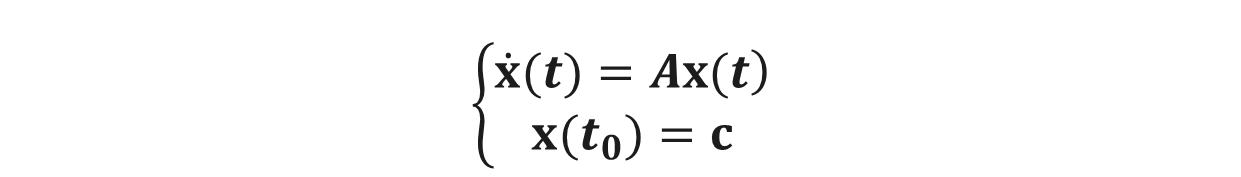 ẋ(t) = Ax(t)
x(t₀) = c